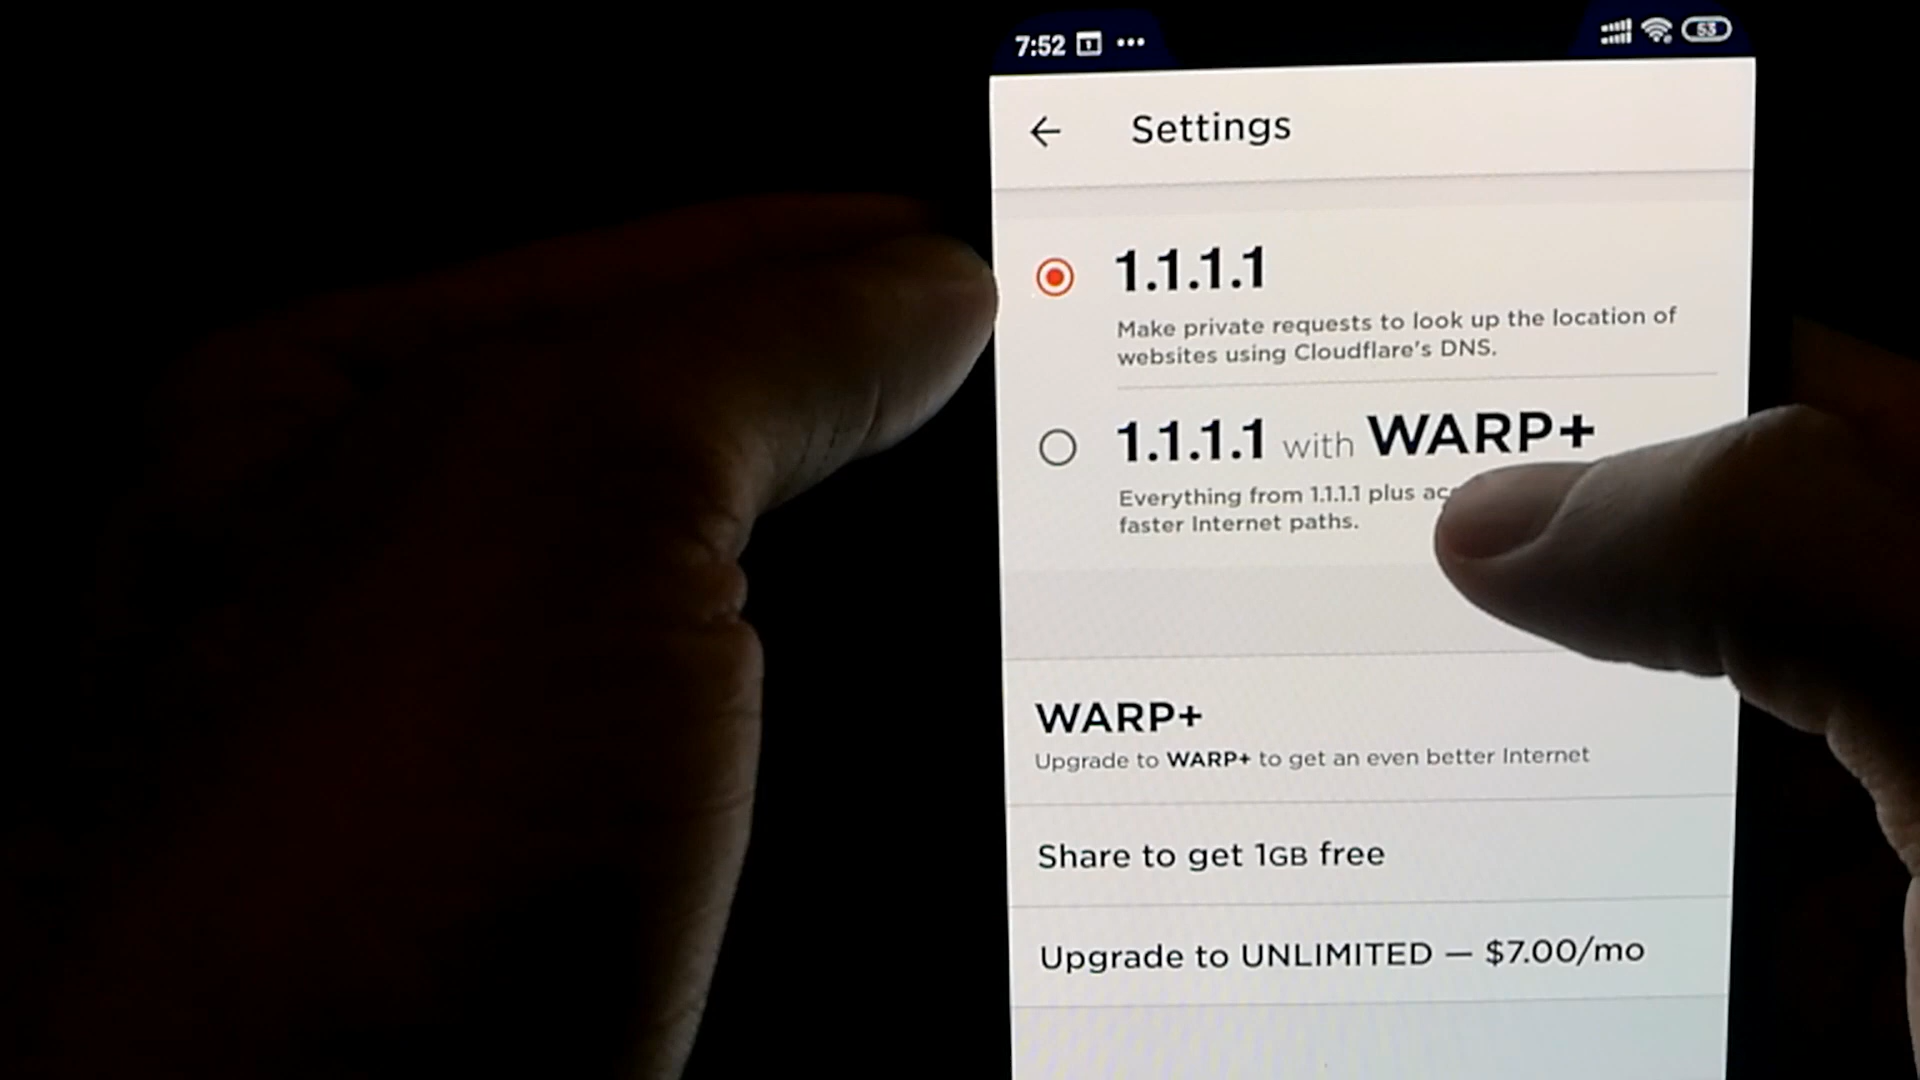 7:52 1 ••• 53
Settings
1.1.1.1
Make private requests to look up the location of
websites using Cloudflare's DNS.
1.1.1.1 with WARP+
Everything from 1.1.1.1 plus
faster Internet paths.
WARP+
Upgrade to WARP+ to get an even better Internet
Share to get 1GB free
Upgrade to UNLIMITED — $7.00/mo